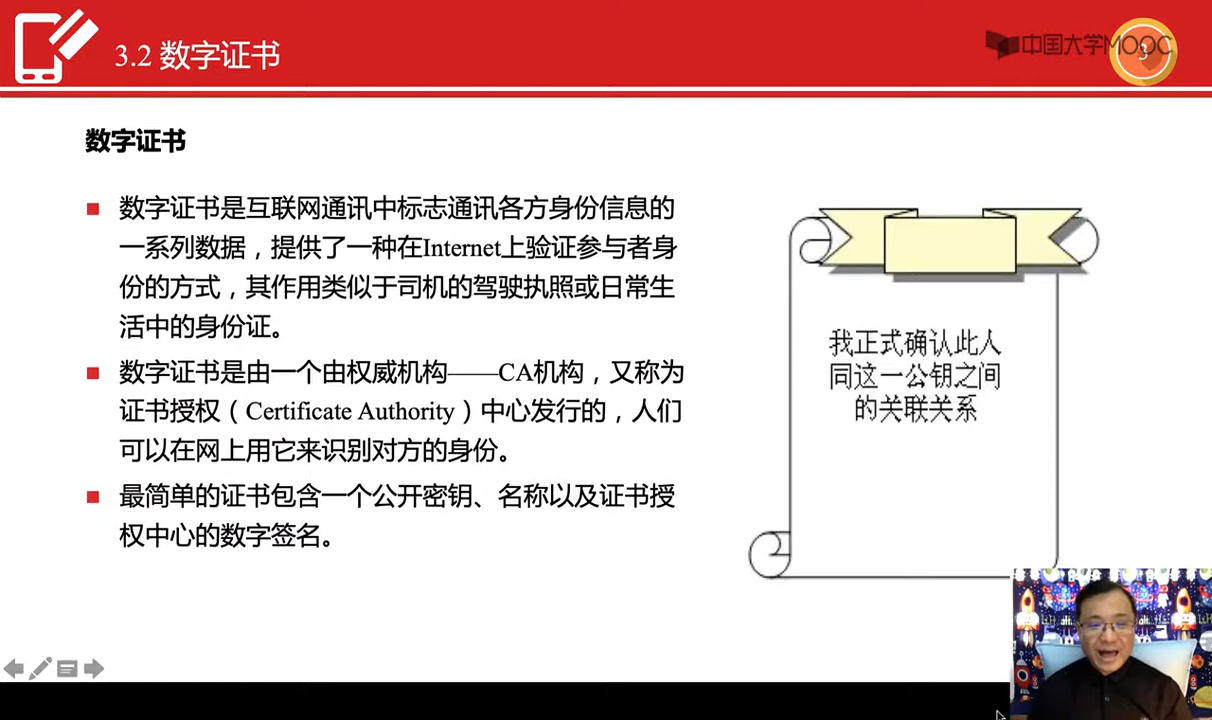 3.2 数字证书
中国大学MOOC
3
数字证书
数字证书是互联网通讯中标志通讯各方身份信息的
一系列数据，提供了一种在Internet上验证参与者身
份的方式，其作用类似于司机的驾驶执照或日常生
活中的身份证。
数字证书是由一个由权威机构——CA机构，又称为
证书授权（Certificate Authority）中心发行的，人们
可以在网上用它来识别对方的身份。
最简单的证书包含一个公开密钥、名称以及证书授
权中心的数字签名。
我正式确认此人
同这一公钥之间
的关联关系